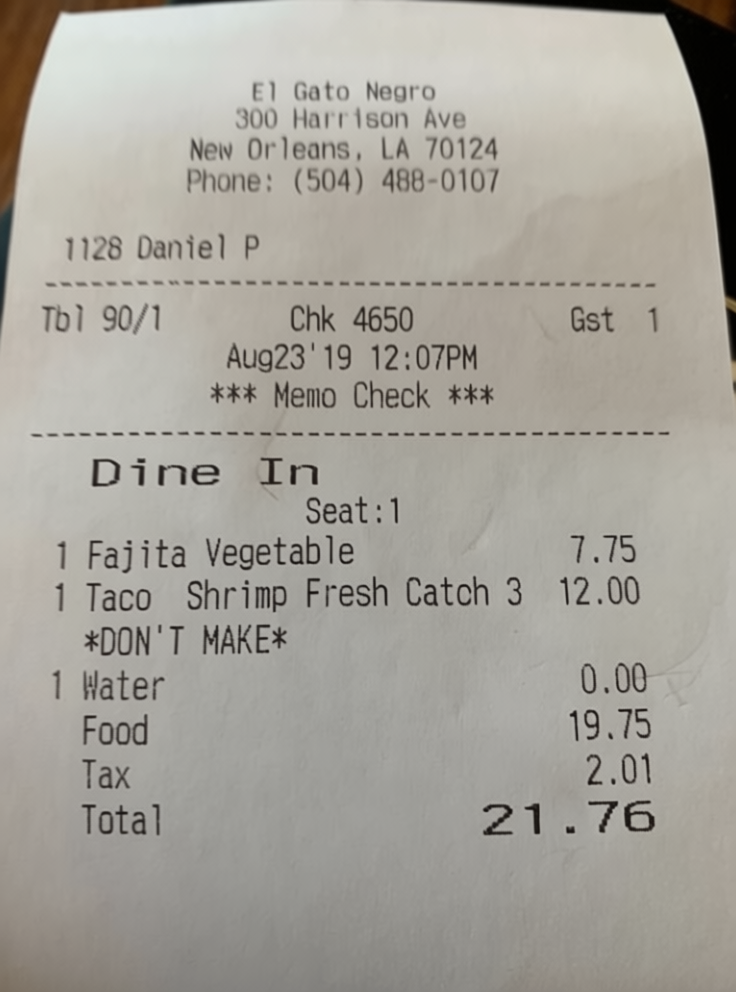 El Gato Negro
300 Harrison Ave
New Orleans, LA 70124
Phone: (504) 488-0107
1128 Daniel P
Tbl 90/1 Chk 4650 Gst 1
Aug23'19 12:07PM
*** Memo Check ***
Dine In
Seat:1
1 Fajita Vegetable 7.75
1 Taco Shrimp Fresh Catch 3 12.00
*DON'T MAKE*
1 Water 0.00
Food 19.75
Tax 2.01
Total 21.76